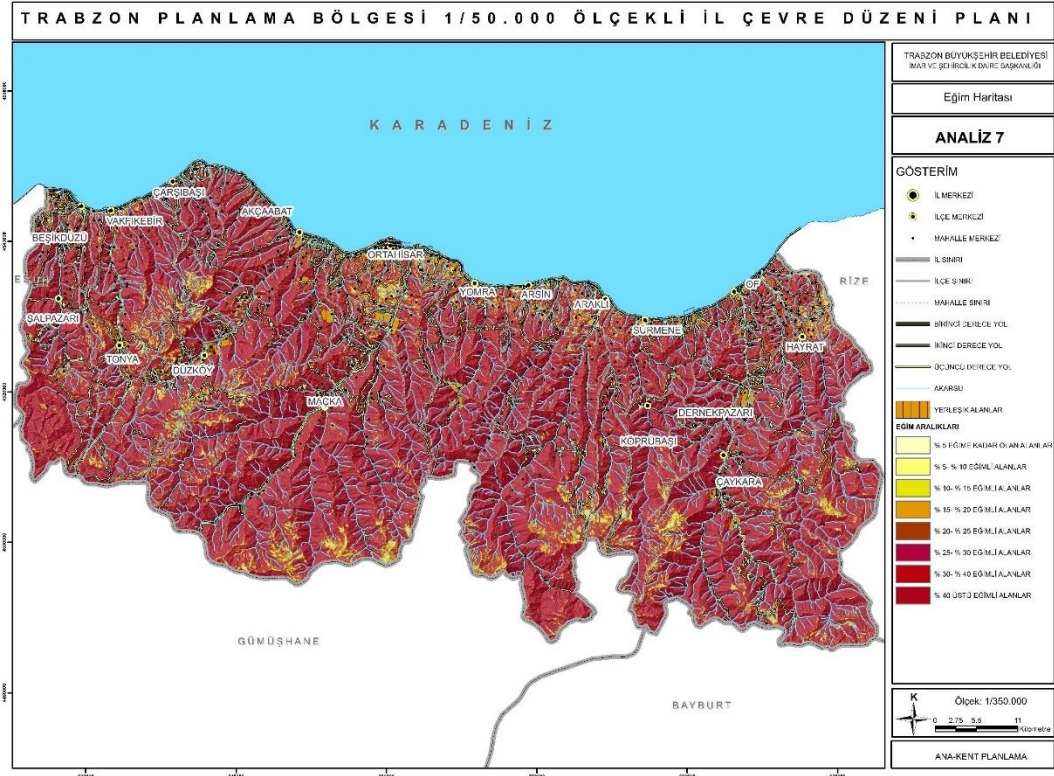 TRABZON PLANLAMA BÖLGESİ 1/50.000 ÖLÇEKLİ İL ÇEVRE DÜZENİ PLANI
TRABZON BÜYÜKŞEHİR BELEDİYESİ
İMAR VE ŞEHİRCİLİK DAİRE BAŞKANLIĞI
Eğim Haritası
ANALİZ 7
GÖSTERİM
İL MERKEZİ
İLÇE MERKEZİ
MAHALLE MERKEZİ
İL SINIRI
İLÇE SINIRI
MAHALLE SINIRI
BİRİNCİ DERECE YOL
İKİNCİ DERECE YOL
ÜÇÜNCÜ DERECE YOL
AKARSU
YERLEŞİK ALANLAR
EĞİM ARALIKLARI
% 5 EĞİME KADAR OLAN ALANLAR
% 5- % 10 EĞİMLİ ALANLAR
% 10- % 15 EĞİMLİ ALANLAR
% 15- % 20 EĞİMLİ ALANLAR
% 20- % 25 EĞİMLİ ALANLAR
% 25- % 30 EĞİMLİ ALANLAR
% 30- % 40 EĞİMLİ ALANLAR
% 40 ÜSTÜ EĞİMLİ ALANLAR
K
Ölçek: 1/350.000
0 2.75 5.5 11
Kilometre
ANA-KENT PLANLAMA
KARADENİZ
ÇARŞIBAŞI
VAKFIKEBİR
AKÇAABAT
BEŞİKDÜZÜ
ORTAHİSAR
YOMRA
ARSİN
ARAKLI
OF
RİZE
ŞALPAZARI
SÜRMENE
HAYRAT
TONYA
DÜZKÖY
MAÇKA
DERNEKPAZARI
KÖPRÜBAŞI
ÇAYKARA
GÜMÜŞHANE
BAYBURT